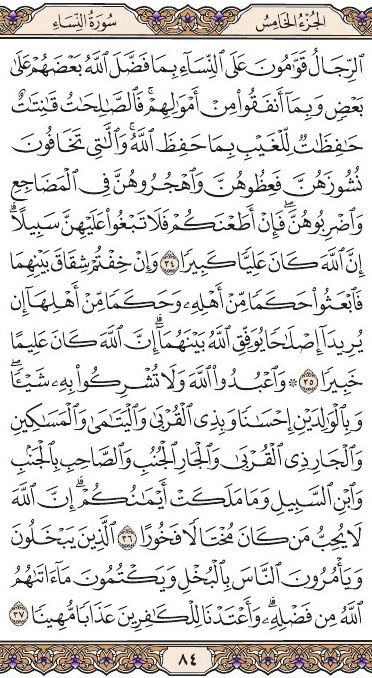 الجُزْءُ الخَامِسُ
سُورَةُ النِّسَاءِ
ٱلرِّجَالُ قَوَّٰمُونَ عَلَى ٱلنِّسَآءِ بِمَا فَضَّلَ ٱللَّهُ بَعْضَهُمْ عَلَىٰ
بَعْضٍ وَبِمَآ أَنفَقُوا۟ مِنْ أَمْوَٰلِهِمْ ۚ فَٱلصَّٰلِحَٰتُ قَٰنِتَٰتٌ
حَٰفِظَٰتٌ لِّلْغَيْبِ بِمَا حَفِظَ ٱللَّهُ ۚ وَٱلَّٰتِى تَخَافُونَ
نُشُوزَهُنَّ فَعِظُوهُنَّ وَٱهْجُرُوهُنَّ فِى ٱلْمَضَاجِعِ
وَٱضْرِبُوهُنَّ ۖ فَإِنْ أَطَعْنَكُمْ فَلَا تَبْغُوا۟ عَلَيْهِنَّ سَبِيلًا ۗ
إِنَّ ٱللَّهَ كَانَ عَلِيًّا كَبِيرًا ٣٤ وَإِنْ خِفْتُمْ شِقَاقَ بَيْنِهِمَا
فَٱبْعَثُوا۟ حَكَمًا مِّنْ أَهْلِهِۦ وَحَكَمًا مِّنْ أَهْلِهَآ إِن
يُرِيدَآ إِصْلَٰحًا يُوَفِّقِ ٱللَّهُ بَيْنَهُمَآ ۗ إِنَّ ٱللَّهَ كَانَ عَلِيمًا
خَبِيرًا ٣٥ ۞ وَٱعْبُدُوا۟ ٱللَّهَ وَلَا تُشْرِكُوا۟ بِهِۦ شَيْـًٔا ۖ
وَبِٱلْوَٰلِدَيْنِ إِحْسَٰنًا وَبِذِى ٱلْقُرْبَىٰ وَٱلْيَتَٰمَىٰ وَٱلْمَسَٰكِينِ
وَٱلْجَارِ ذِى ٱلْقُرْبَىٰ وَٱلْجَارِ ٱلْجُنُبِ وَٱلصَّاحِبِ بِٱلْجَنۢبِ
وَٱبْنِ ٱلسَّبِيلِ وَمَا مَلَكَتْ أَيْمَٰنُكُمْ ۗ إِنَّ ٱللَّهَ
لَا يُحِبُّ مَن كَانَ مُخْتَالًا فَخُورًا ٣٦ ٱلَّذِينَ يَبْخَلُونَ
وَيَأْمُرُونَ ٱلنَّاسَ بِٱلْبُخْلِ وَيَكْتُمُونَ مَآ ءَاتَىٰهُمُ
ٱللَّهُ مِن فَضْلِهِۦ ۗ وَأَعْتَدْنَا لِلْكَٰفِرِينَ عَذَابًا مُّهِينًا ٣٧
٨٤